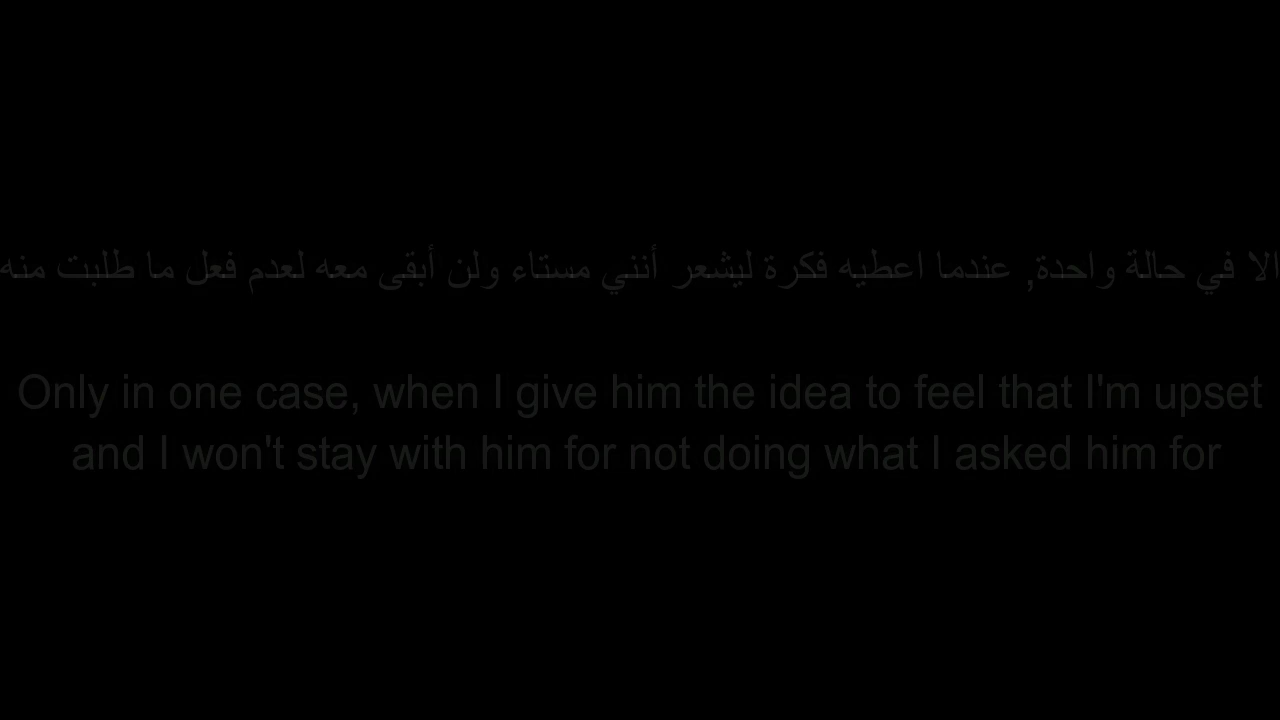 الا في حالة واحدة, عندما اعطيه فكرة ليشعر أنني مستاء ولن أبقى معه لعدم فعل ما طلبت منه
Only in one case, when I give him the idea to feel that I'm upset
and I won't stay with him for not doing what I asked him for